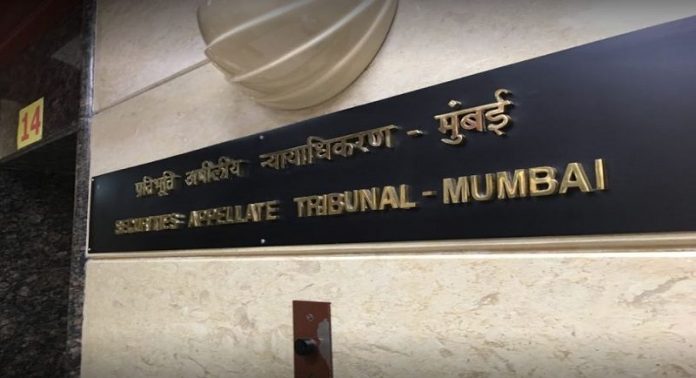 14
प्रतिभूति अपीलीय न्यायाधिकरण - मुंबई
SECURITIES APPELLATE TRIBUNAL - MUMBAI